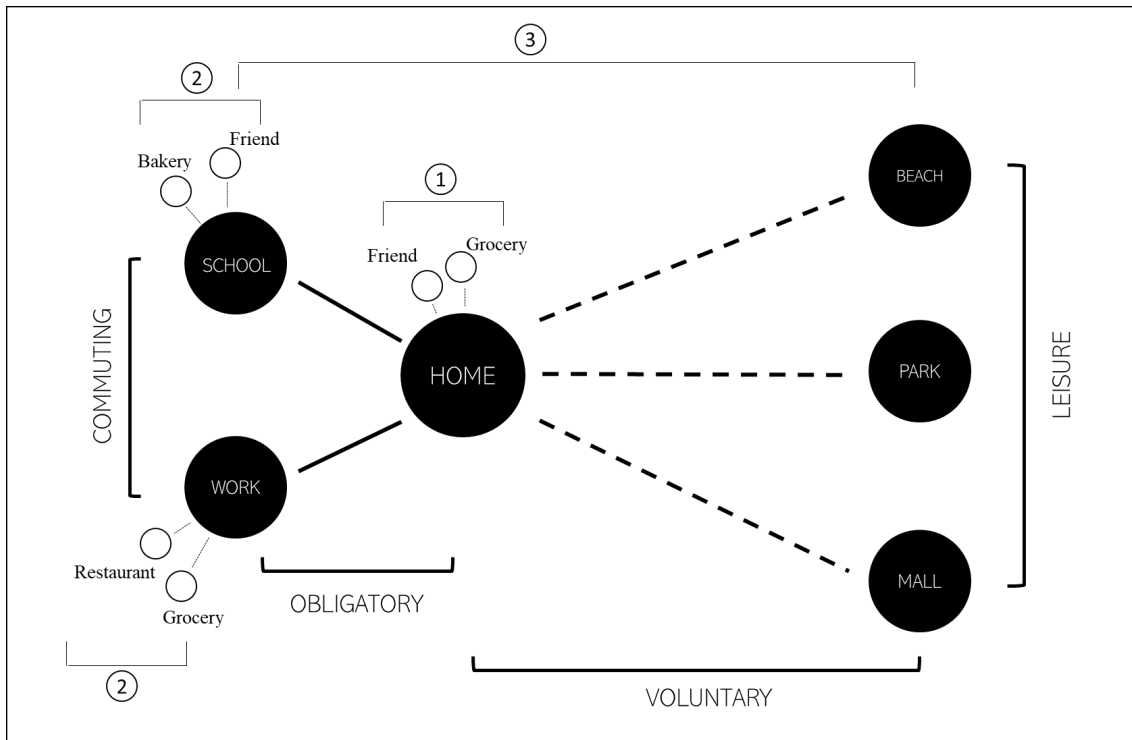 ③
②
Friend
Bakery
①
Grocery
Friend
BEACH
SCHOOL
COMMUTING
HOME
PARK
LEISURE
WORK
Restaurant
Grocery
OBLIGATORY
MALL
②
VOLUNTARY